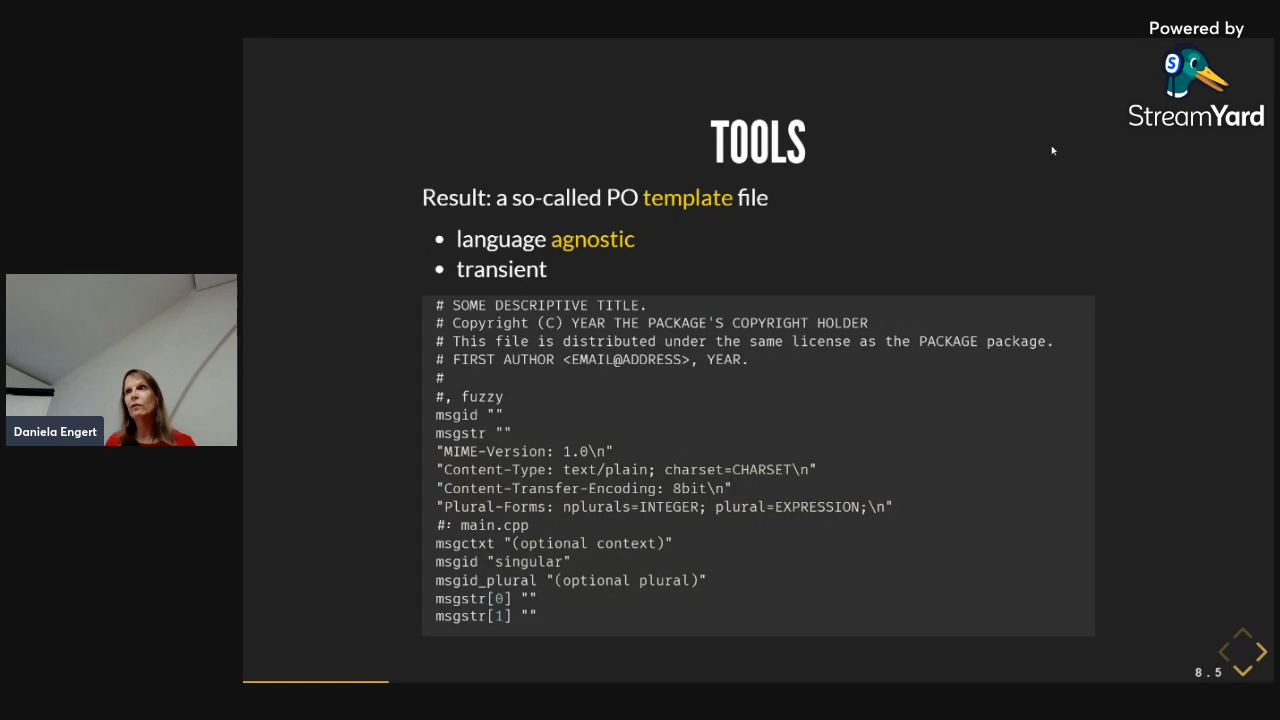 Powered by
StreamYard
TOOLS
Result: a so-called PO template file
• language agnostic
• transient
# SOME DESCRIPTIVE TITLE.
# Copyright (C) YEAR THE PACKAGE'S COPYRIGHT HOLDER
# This file is distributed under the same license as the PACKAGE package.
# FIRST AUTHOR <EMAIL@ADDRESS>, YEAR.
#
#, fuzzy
msgid ""
msgstr ""
"MIME-Version: 1.0\n"
"Content-Type: text/plain; charset=CHARSET\n"
"Content-Transfer-Encoding: 8bit\n"
"Plural-Forms: nplurals=INTEGER; plural=EXPRESSION;\n"
#: main.cpp
msgctxt "(optional context)"
msgid "singular"
msgid_plural "(optional plural)"
msgstr[0] ""
msgstr[1] ""
Daniela Engert
8.5